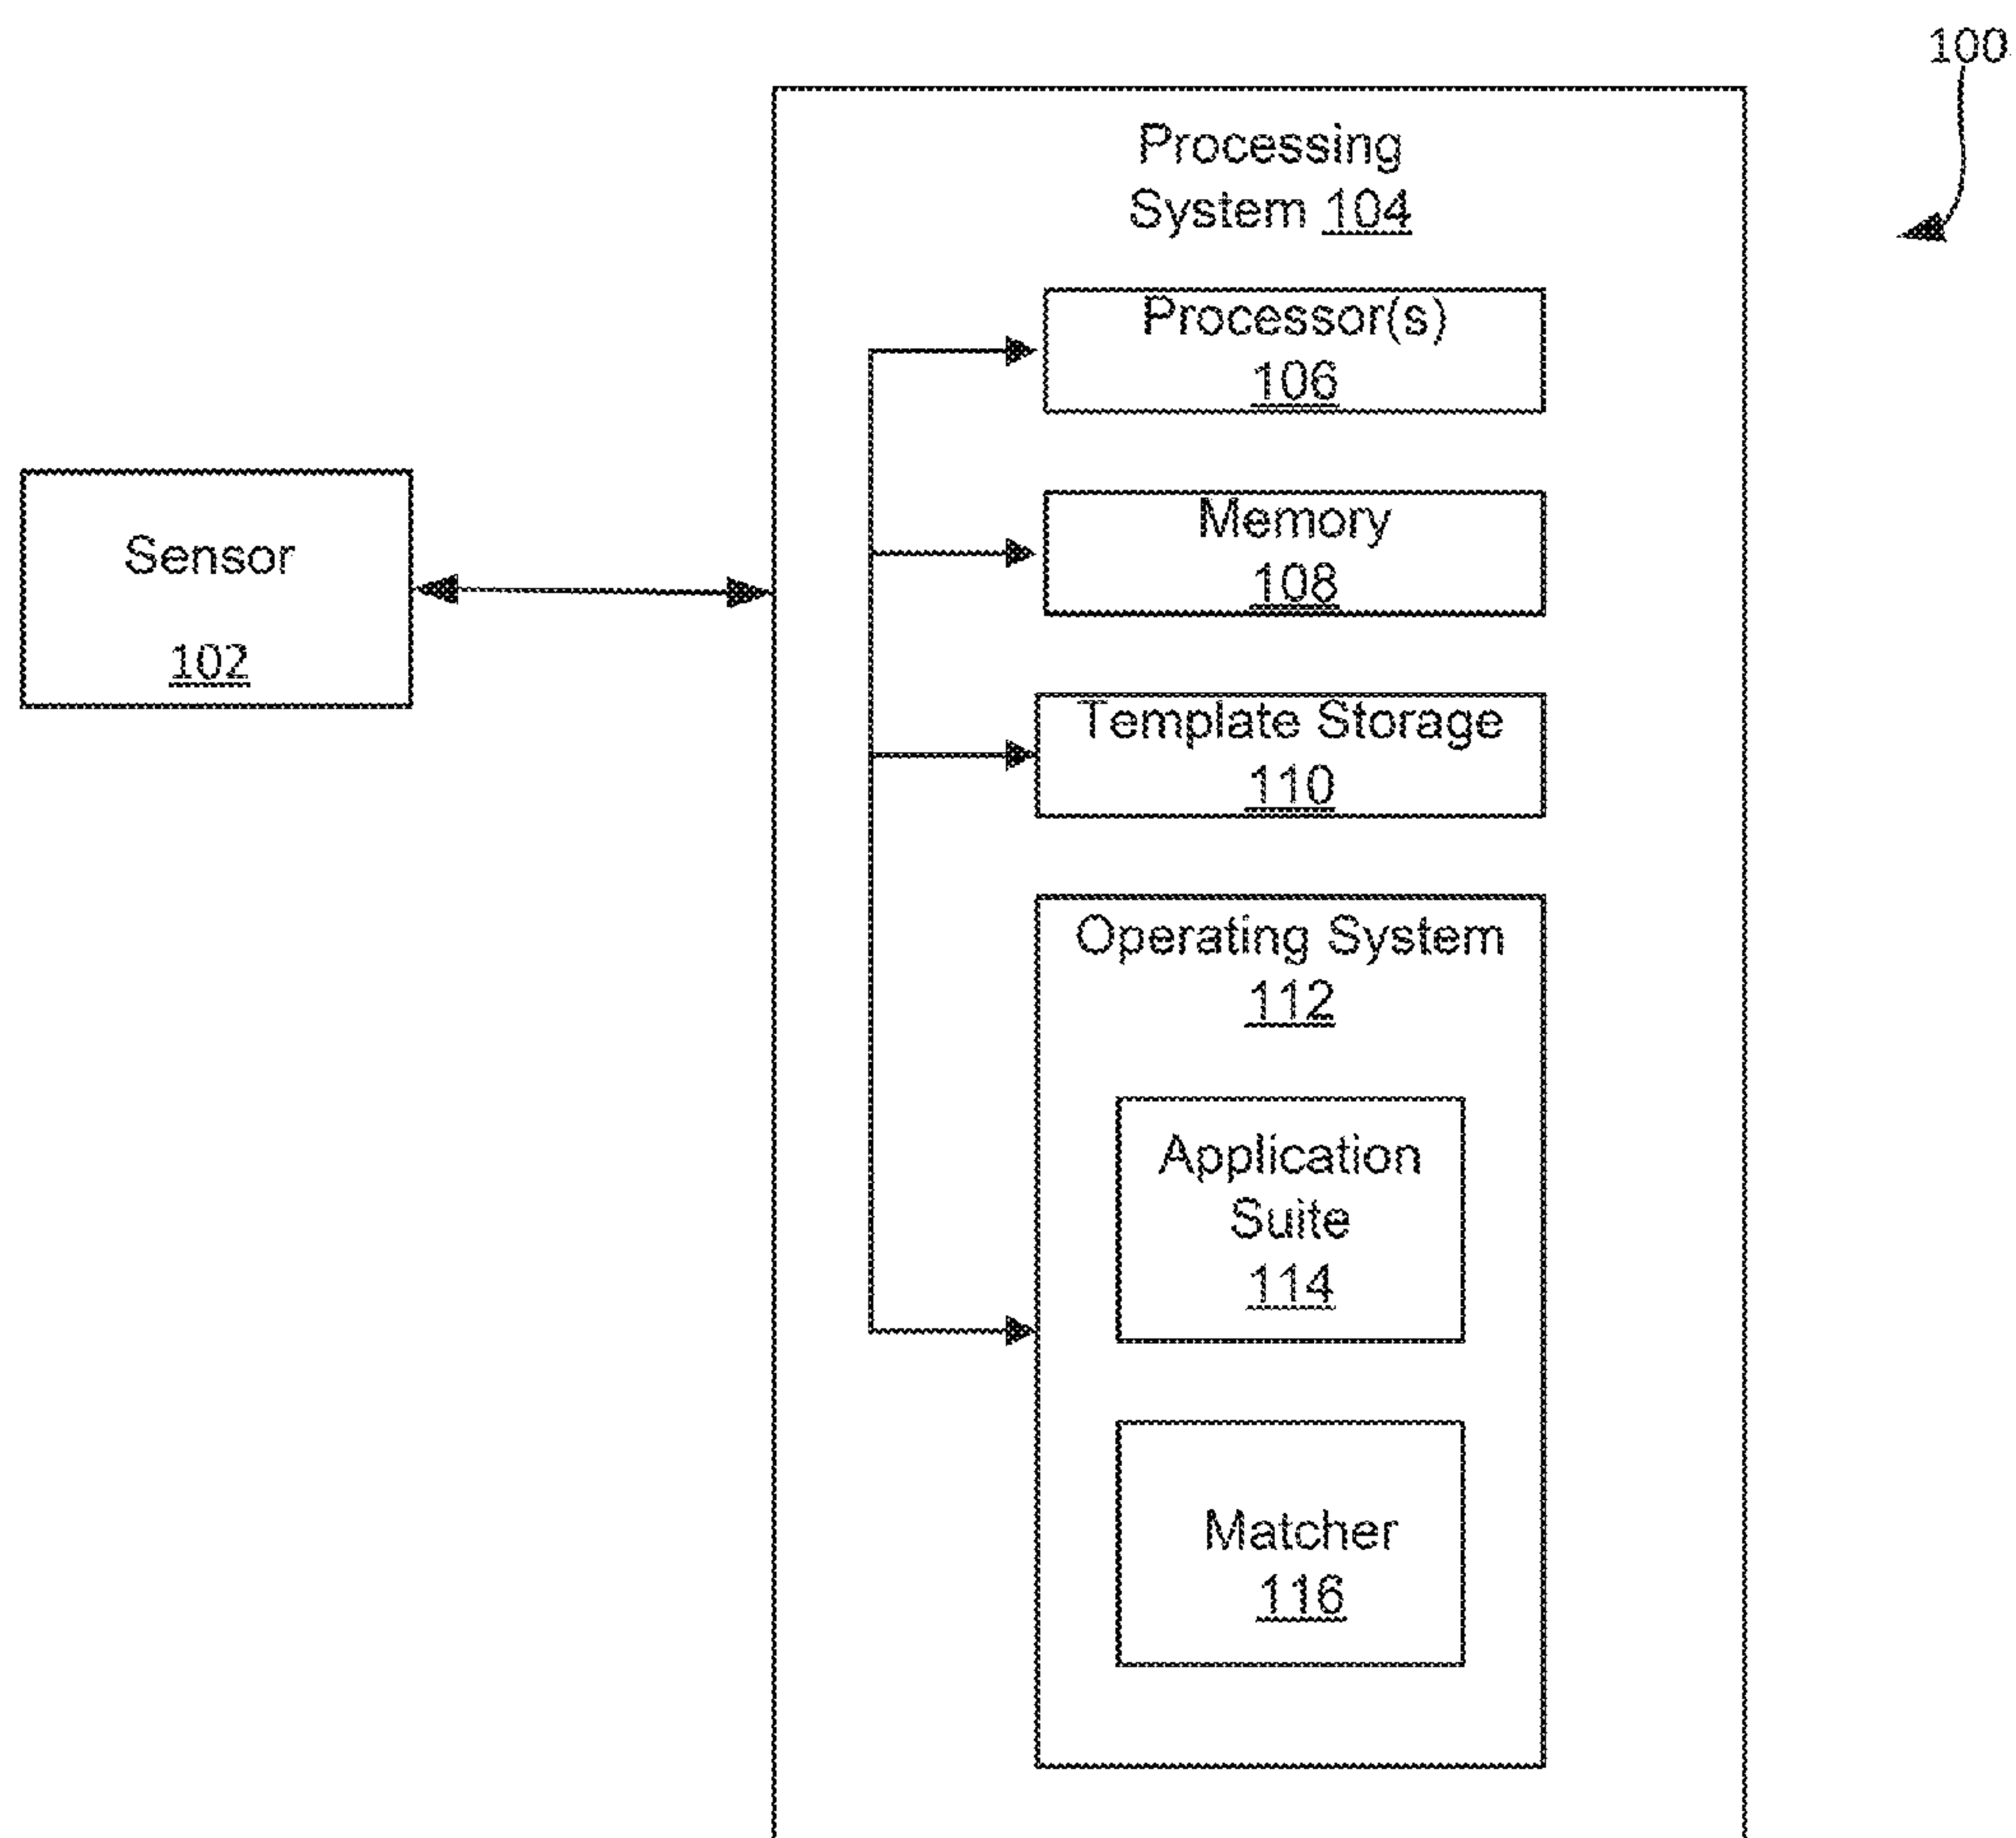 100
Processing
System 104
Processor(s)
106
Memory
108
Sensor
102
Template Storage
110
Operating System
112
Application
Suite
114
Matcher
116